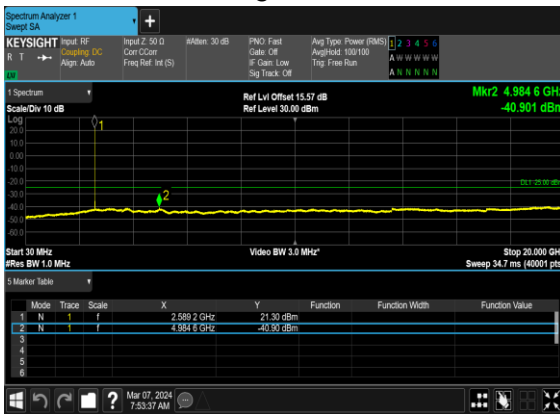 Spectrum Analyzer 1
Swept SA
KEYSIGHT Input: RF Input Z: 50 Ω #Atten: 30 dB PNO: Fast Avg Type: Power (RMS) 1 2 3 4 5 6
R T Coupling: DC Corr CCorr Gate: Off Avg|Hold: 100/100 A W W W W W
Align: Auto Freq Ref: Int (S) IF Gain: Low Trig: Free Run
LV Sig Track: Off A N N N N N
1 Spectrum Ref Lvl Offset 15.57 dB Mkr2 4.984 6 GHz
Scale/Div 10 dB Ref Level 30.00 dBm -40.901 dBm
Log
20.0
10.0
0.00
-10.0
-20.0 DL1 -25.00 dBm
-30.0
-40.0
-50.0
-60.0
1
2
Start 30 MHz Video BW 3.0 MHz* Stop 20.000 GH
#Res BW 1.0 MHz Sweep 34.7 ms (40001 pts
5 Marker Table
Mode Trace Scale X Y Function Function Width Function Value
1 N 1 f 2.589 2 GHz 21.30 dBm
2 N 1 f 4.984 6 GHz -40.90 dBm
3
4
5
6
? Mar 07, 2024
7:53:37 AM